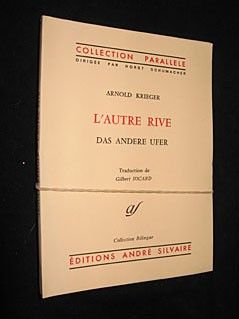 COLLECTION PARALLELE
DIRIGÉE PAR HORST SCHUMACHER
ARNOLD KRIEGER
L'AUTRE RIVE
DAS ANDERE UFER
Traduction de
Gilbert SOCARD
as
Collection Bilingue
ÉDITIONS ANDRÉ SILVAIRE